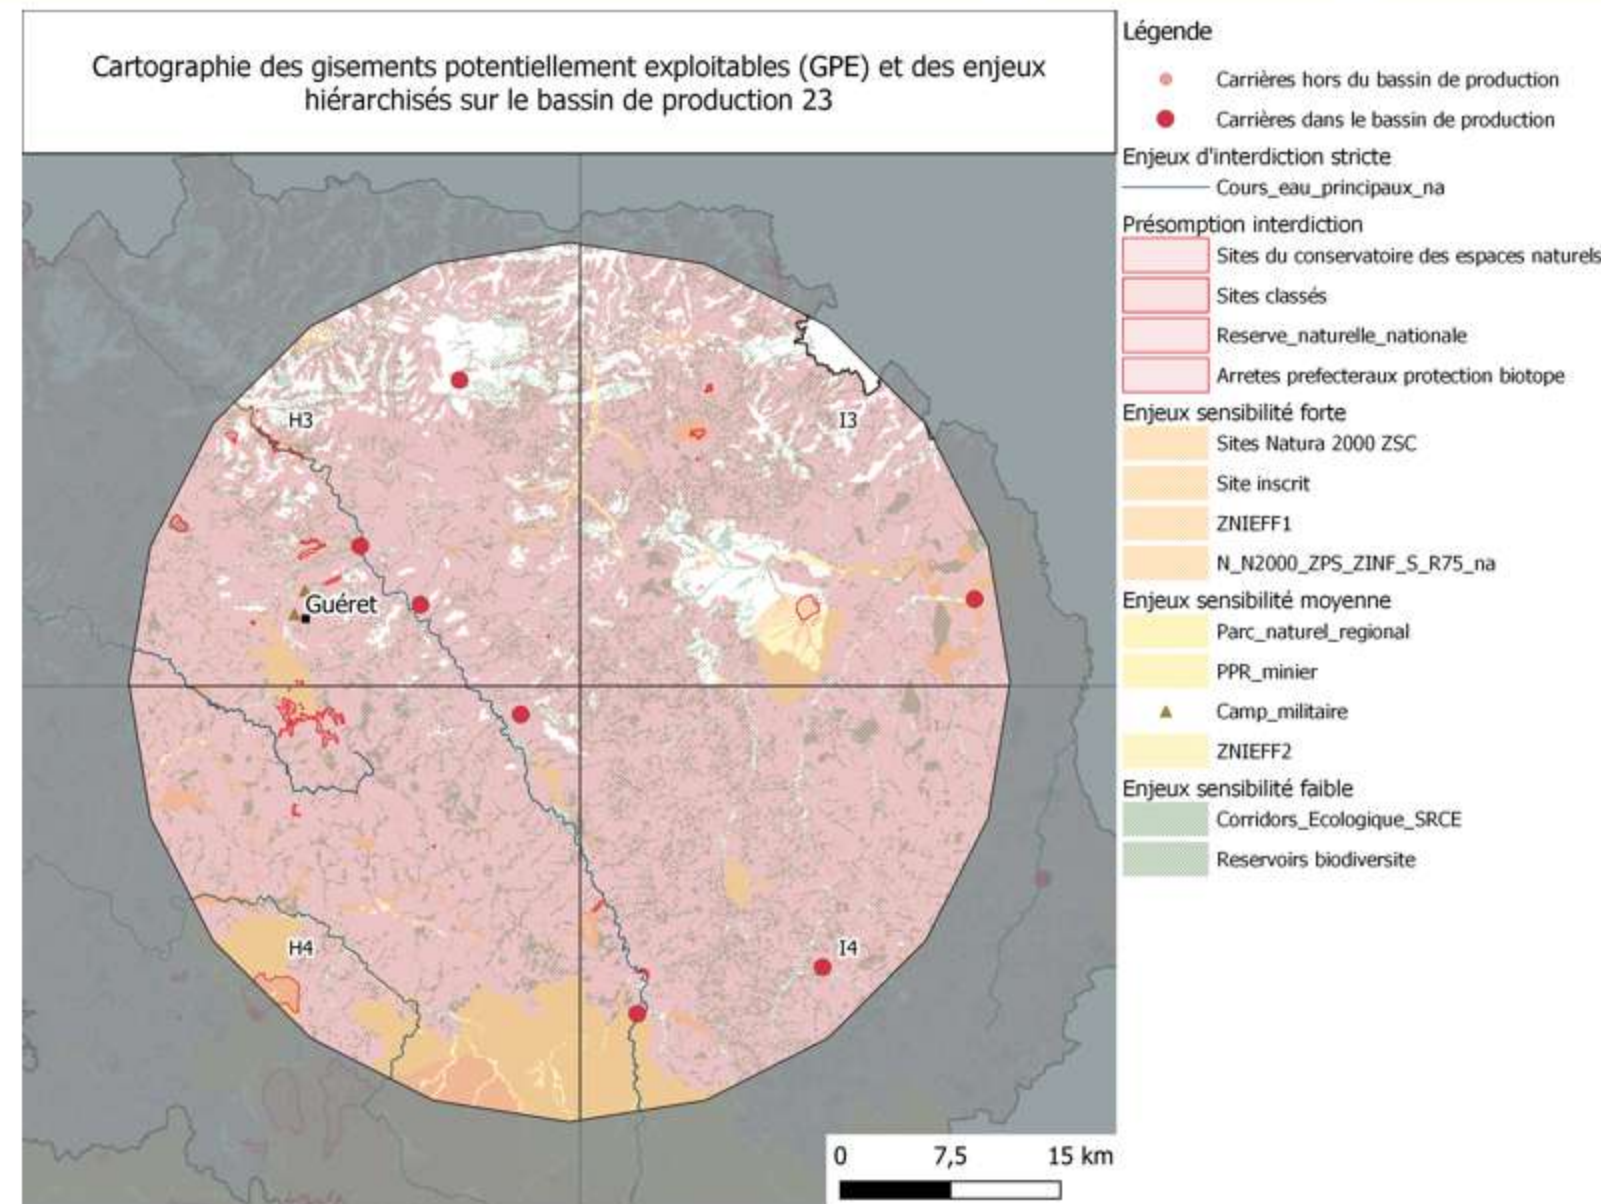 Cartographie des gisements potentiellement exploitables (GPE) et des enjeux
hiérarchisés sur le bassin de production 23
Légende
Carrières hors du bassin de production
Carrières dans le bassin de production
Enjeux d'interdiction stricte
Cours_eau_principaux_na
Présomption interdiction
Sites du conservatoire des espaces naturels
Sites classés
Reserve_naturelle_nationale
Arretes prefecteraux protection biotope
Enjeux sensibilité forte
Sites Natura 2000 ZSC
Site inscrit
ZNIEFF1
N_N2000_ZPS_ZINF_S_R75_na
Enjeux sensibilité moyenne
Parc_naturel_regional
PPR_minier
Camp_militaire
ZNIEFF2
Enjeux sensibilité faible
Corridors_Ecologique_SRCE
Reservoirs biodiversite
H3
I3
Guéret
H4
I4
0 7,5 15 km